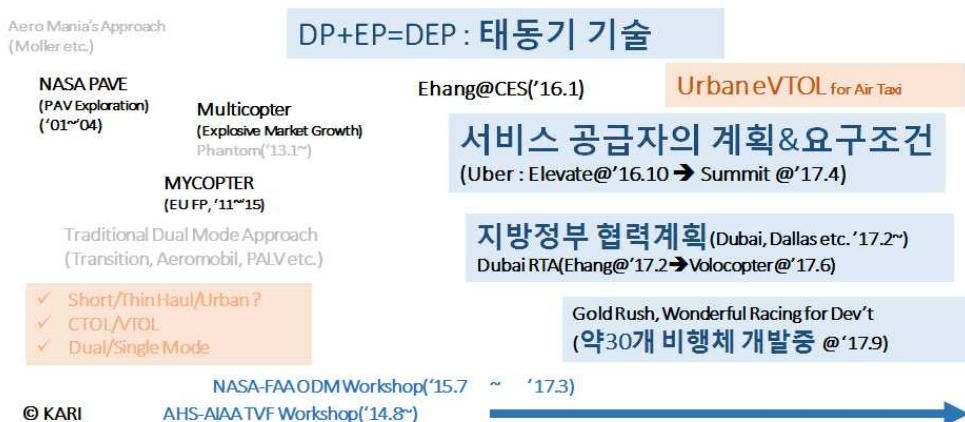 Aero Mania's Approach
(Moller etc.)
DP+EP=DEP : 태동기 기술
NASA PAVE
(PAV Exploration)
('01~'04)
Multicopter
(Explosive Market Growth)
Phantom('13.1~)
Ehang@CES('16.1)
Urban eVTOL for Air Taxi
서비스 공급자의 계획&요구조건
(Uber : Elevate@'16.10 ➔ Summit @'17.4)
MYCOPTER
(EU FP, '11~'15)
Traditional Dual Mode Approach
(Transition, Aeromobil, PALV etc.)
지방정부 협력계획(Dubai, Dallas etc. '17.2~)
Dubai RTA(Ehang@'17.2➔Volocopter@'17.6)
✓ Short/Thin Haul/Urban ?
✓ CTOL/VTOL
✓ Dual/Single Mode
Gold Rush, Wonderful Racing for Dev't
(약30개 비행체 개발중 @'17.9)
NASA-FAA ODM Workshop('15.7 ~ '17.3)
© KARI AHS-AIAA TVF Workshop('14.8~)